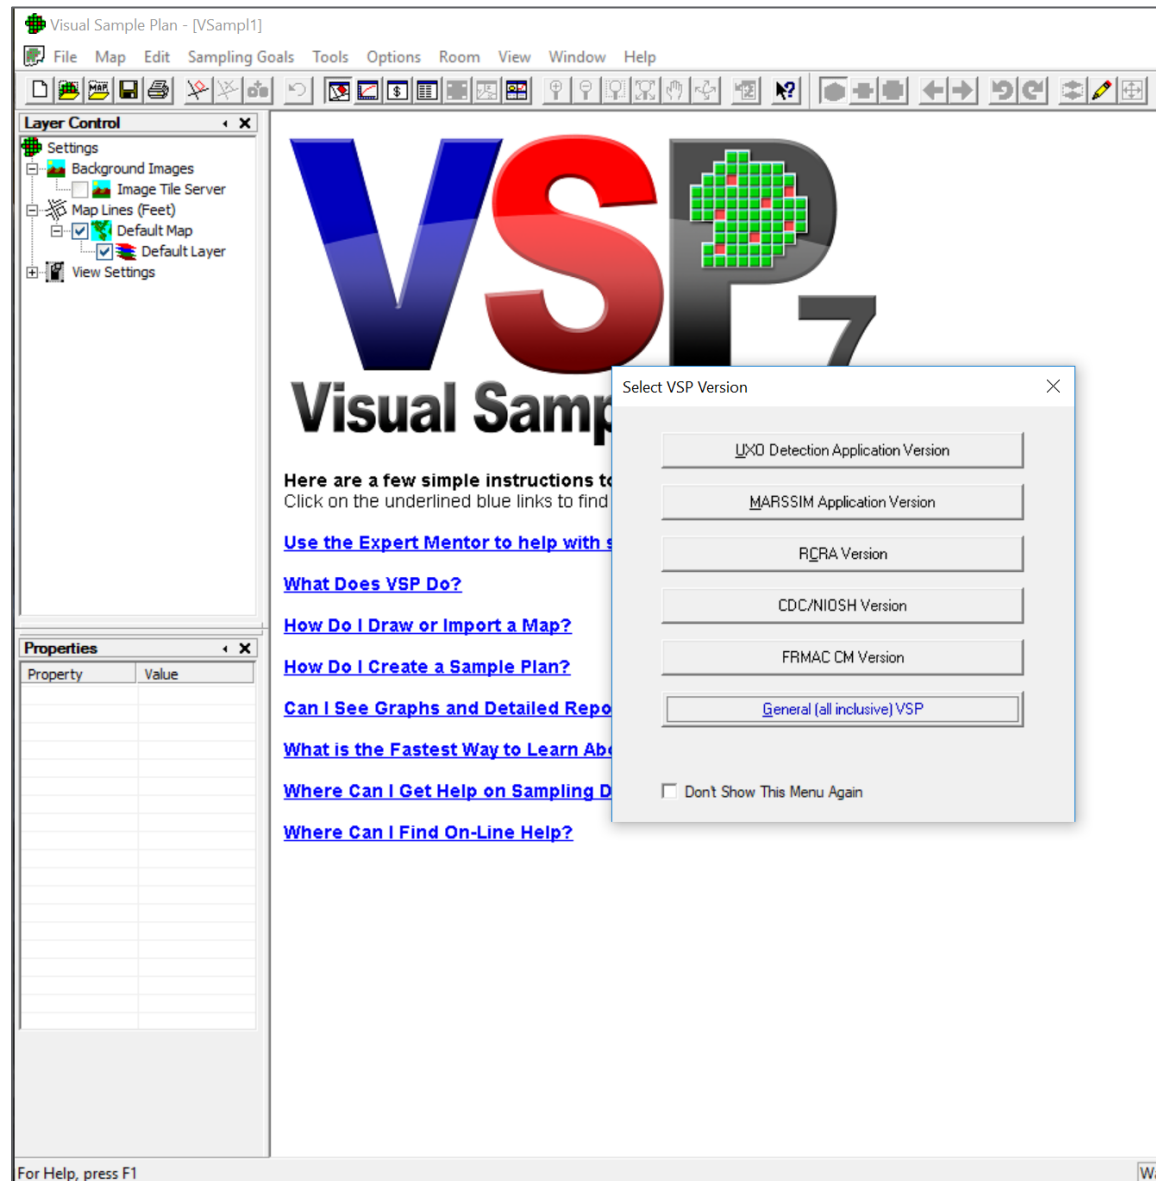 Visual Sample Plan - [VSampl1]
File Map Edit Sampling Goals Tools Options Room View Window Help
Layer Control
Settings
Background Images
Image Tile Server
Map Lines (Feet)
Default Map
Default Layer
View Settings
Properties
Property Value
VSP
7
Visual Samp
Here are a few simple instructions to
Click on the underlined blue links to find
Use the Expert Mentor to help with s
What Does VSP Do?
How Do I Draw or Import a Map?
How Do I Create a Sample Plan?
Can I See Graphs and Detailed Repo
What is the Fastest Way to Learn Abo
Where Can I Get Help on Sampling D
Where Can I Find On-Line Help?
Select VSP Version
UXO Detection Application Version
MARSSIM Application Version
RCRA Version
CDC/NIOSH Version
FRMAC CM Version
General (all inclusive) VSP
Don't Show This Menu Again
For Help, press F1